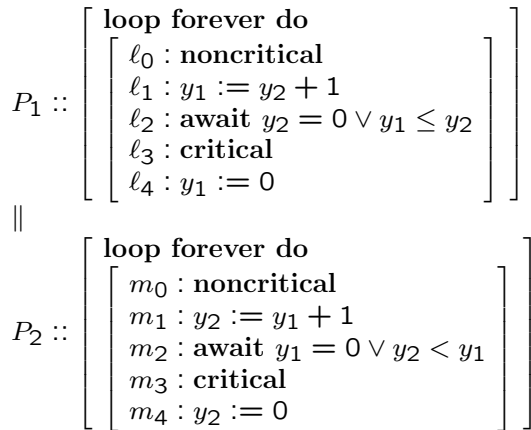 loop forever do
ℓ0 : noncritical
ℓ1 : y1 := y2 + 1
P1 :: ℓ2 : await y2 = 0 ∨ y1 ≤ y2
ℓ3 : critical
ℓ4 : y1 := 0
‖
loop forever do
m0 : noncritical
m1 : y2 := y1 + 1
P2 :: m2 : await y1 = 0 ∨ y2 < y1
m3 : critical
m4 : y2 := 0